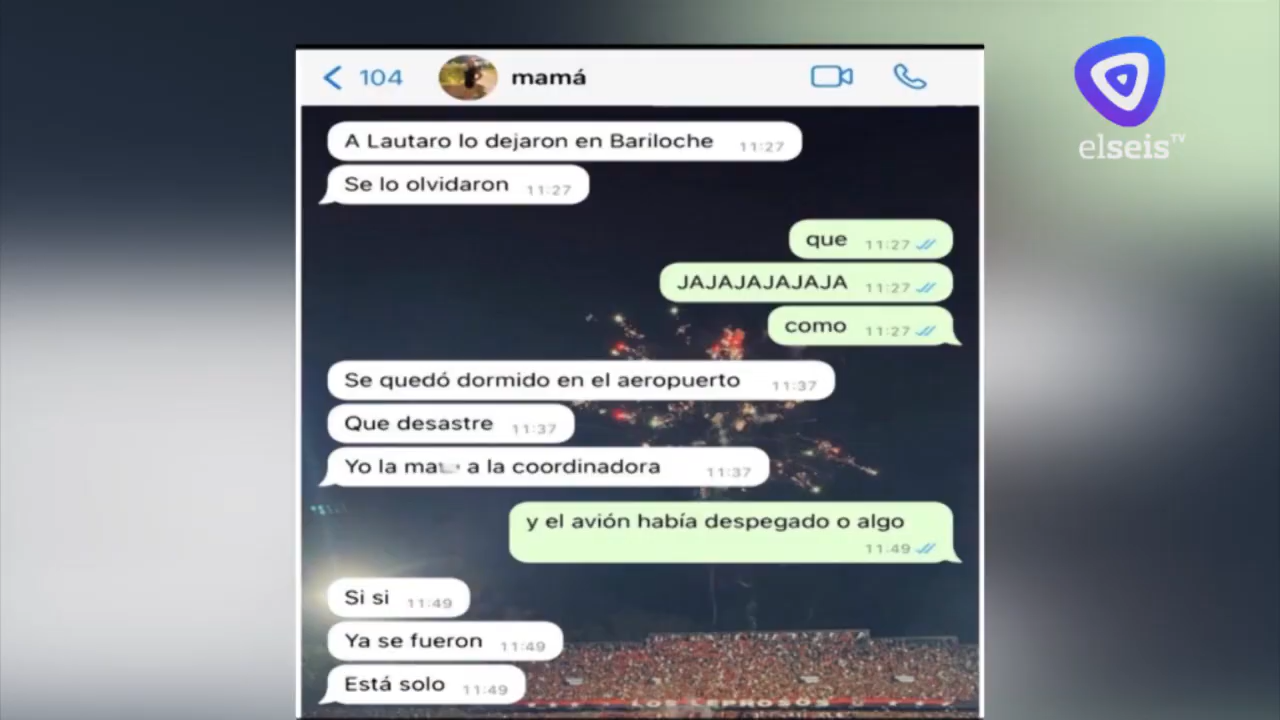 104
mamá
elseisTV
A Lautaro lo dejaron en Bariloche 11:27
Se lo olvidaron 11:27
que 11:27
JAJAJAJAJAJA 11:27
como 11:27
Se quedó dormido en el aeropuerto 11:37
Que desastre 11:37
Yo la a la coordinadora 11:37
y el avión había despegado o algo
11:49
Si si 11:49
Ya se fueron 11:49
Está solo 11:49
LOS LEPROSOS